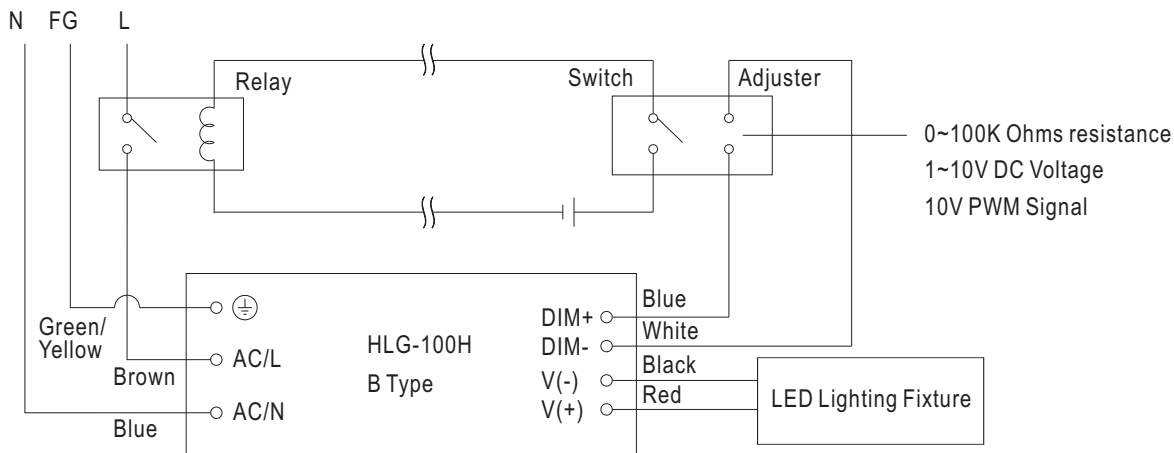 N FG L
Relay
Switch
Adjuster
0~100K Ohms resistance
1~10V DC Voltage
10V PWM Signal
Green/
Yellow
Brown
Blue
AC/L
AC/N
HLG-100H
B Type
DIM+
DIM-
V(-)
V(+)
Blue
White
Black
Red
LED Lighting Fixture